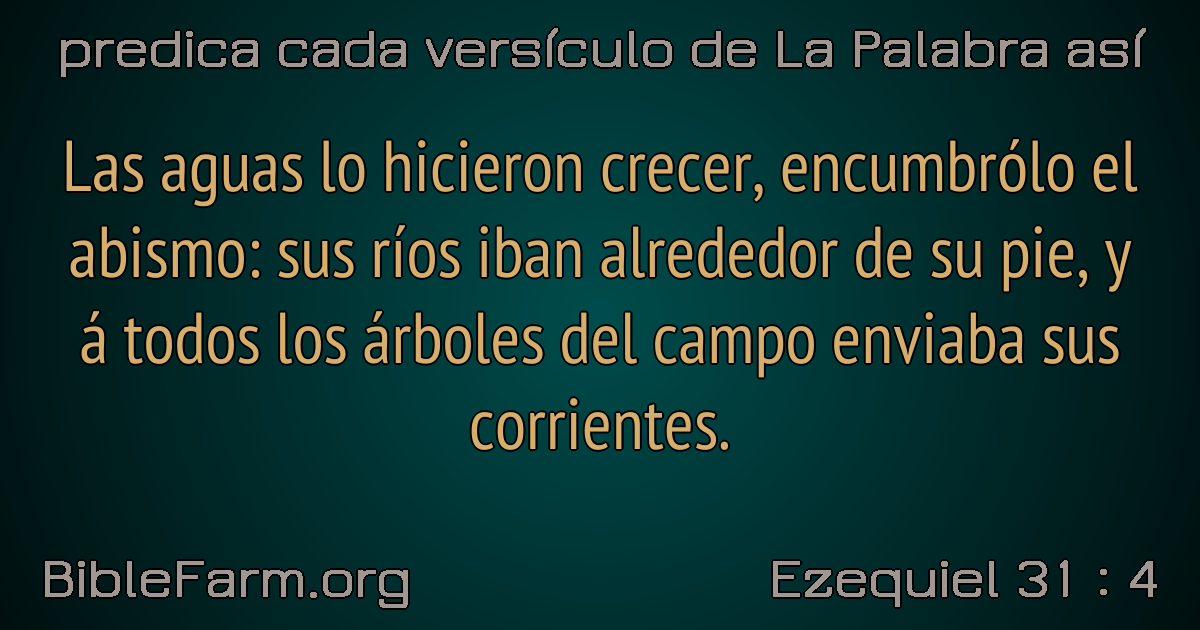 predica cada versículo de La Palabra así
Las aguas lo hicieron crecer, encumbrólo el
abismo: sus ríos iban alrededor de su pie, y
á todos los árboles del campo enviaba sus
corrientes.
BibleFarm.org
Ezequiel 31 : 4